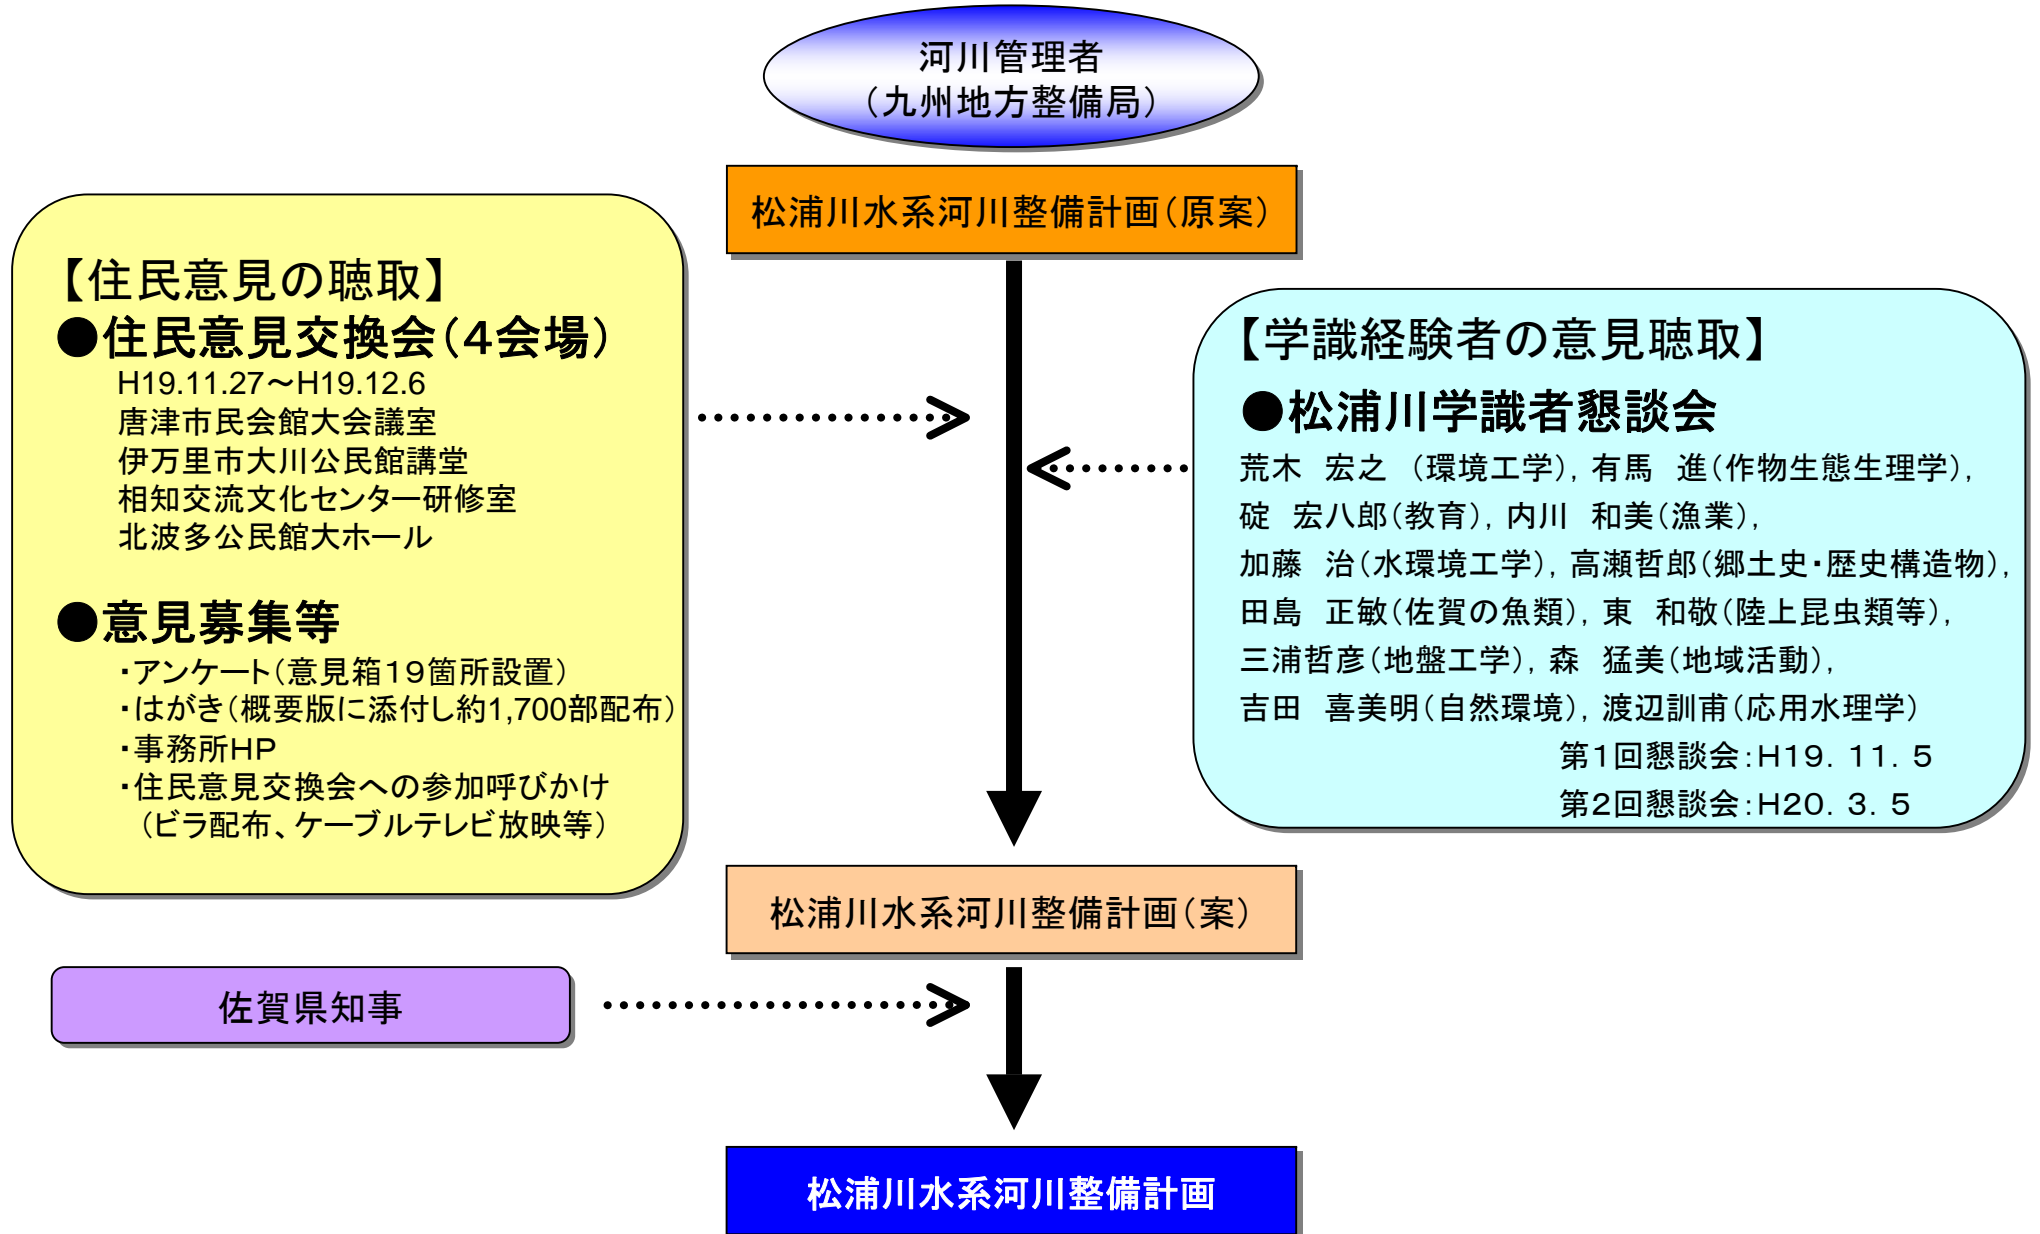 河川管理者
（九州地方整備局）
松浦川水系河川整備計画（原案）
【住民意見の聴取】
●住民意見交換会（４会場）
H19.11.27～H19.12.6
唐津市民会館大会議室
伊万里市大川公民館講堂
相知交流文化センター研修室
北波多公民館大ホール
●意見募集等
・アンケート（意見箱１９箇所設置）
・はがき（概要版に添付し約1,700部配布）
・事務所ＨＰ
・住民意見交換会への参加呼びかけ
（ビラ配布、ケーブルテレビ放映等）
【学識経験者の意見聴取】
●松浦川学識者懇談会
荒木　宏之　（環境工学），有馬　進（作物生態生理学），
碇　宏八郎（教育），内川　和美（漁業），
加藤　治（水環境工学），高瀬哲郎（郷土史・歴史構造物），
田島　正敏（佐賀の魚類），東　和敬（陸上昆虫類等），
三浦哲彦（地盤工学），森　猛美（地域活動），
吉田　喜美明（自然環境），渡辺訓甫（応用水理学）
第１回懇談会：Ｈ１９．１１．５
第２回懇談会：Ｈ２０．３．５
松浦川水系河川整備計画（案）
佐賀県知事
松浦川水系河川整備計画